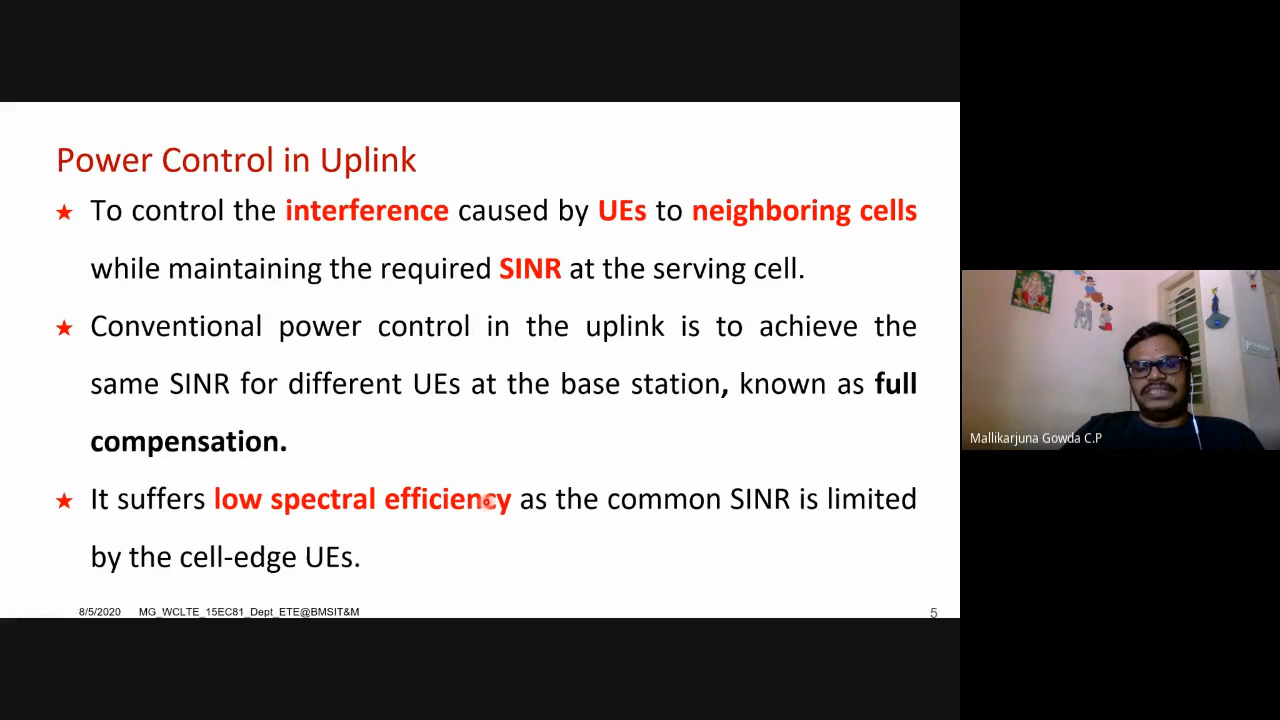 Power Control in Uplink
★ To control the interference caused by UEs to neighboring cells
while maintaining the required SINR at the serving cell.
★ Conventional power control in the uplink is to achieve the
same SINR for different UEs at the base station, known as full
compensation.
★ It suffers low spectral efficiency as the common SINR is limited
by the cell-edge UEs.
8/5/2020 MG_WCLTE_15EC81_Dept_ETE@BMSIT&M 5
Mallikarjuna Gowda C.P